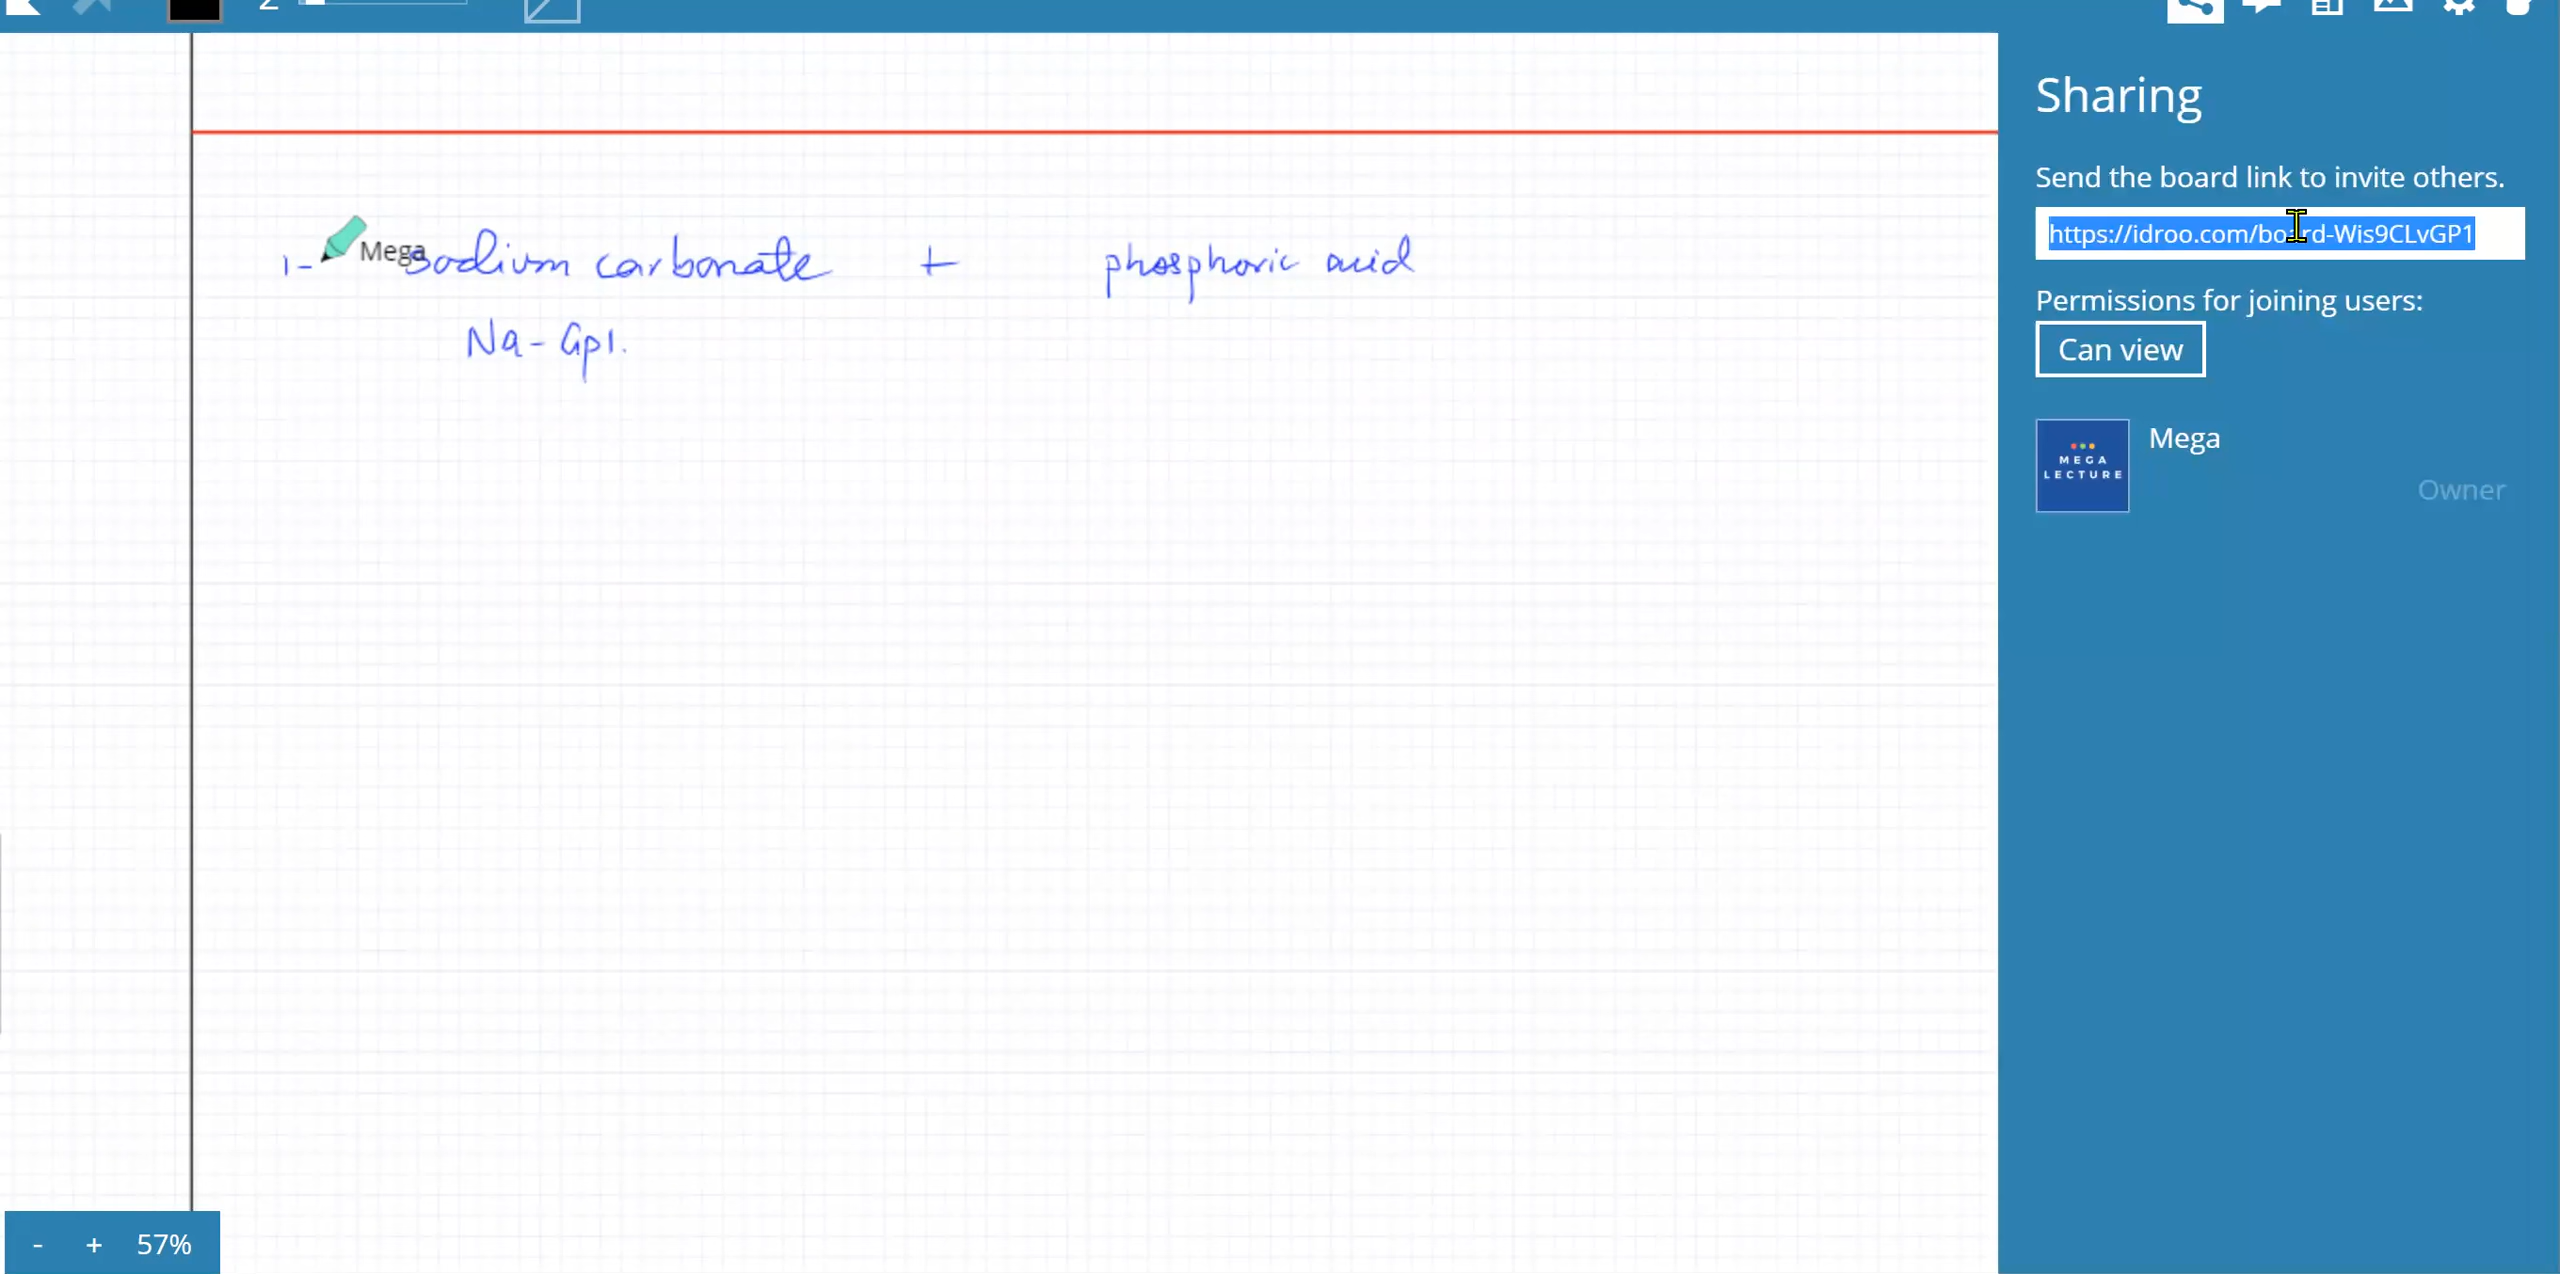 2
1- sodium carbonate + phosphoric acid
Mega
Na- Gp1.
Sharing
Send the board link to invite others.
https://idroo.com/board-Wis9CLvGP1
Permissions for joining users:
Can view
MEGA
LECTURE
Mega
Owner
- + 57%